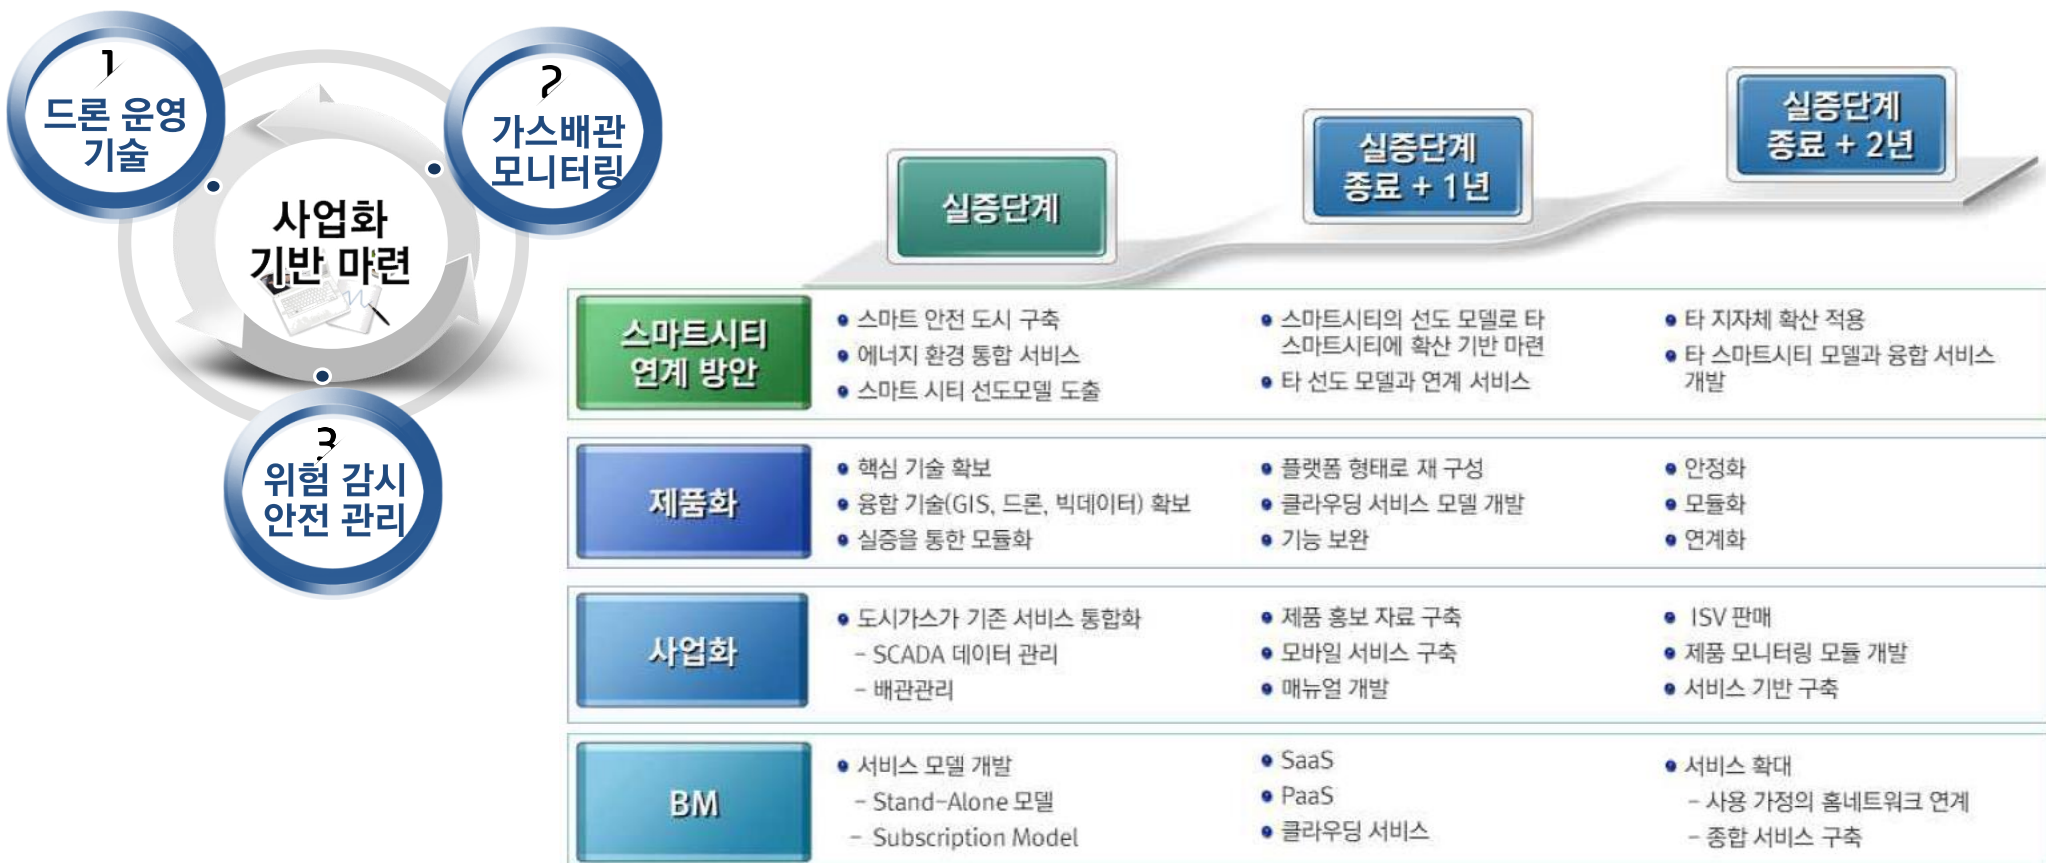 1
드론 운영
기술
2
가스배관
모니터링
사업화
기반 마련
3
위험 감시
안전 관리
실증단계
실증단계
종료 + 1년
실증단계
종료 + 2년
스마트시티
연계 방안
• 스마트 안전 도시 구축
• 에너지 환경 통합 서비스
• 스마트 시티 선도모델 도출
• 스마트시티의 선도 모델로 타
스마트시티에 확산 기반 마련
• 타 선도 모델과 연계 서비스
• 타 지자체 확산 적용
• 타 스마트시티 모델과 융합 서비스
개발
제품화
• 핵심 기술 확보
• 융합 기술(GIS, 드론, 빅데이터) 확보
• 실증을 통한 모듈화
• 플랫폼 형태로 재 구성
• 클라우딩 서비스 모델 개발
• 기능 보완
• 안정화
• 모듈화
• 연계화
사업화
• 도시가스가 기존 서비스 통합화
- SCADA 데이터 관리
- 배관관리
• 제품 홍보 자료 구축
• 모바일 서비스 구축
• 매뉴얼 개발
• ISV 판매
• 제품 모니터링 모듈 개발
• 서비스 기반 구축
BM
• 서비스 모델 개발
- Stand-Alone 모델
- Subscription Model
• SaaS
• PaaS
• 클라우딩 서비스
• 서비스 확대
- 사용 가정의 홈네트워크 연계
- 종합 서비스 구축